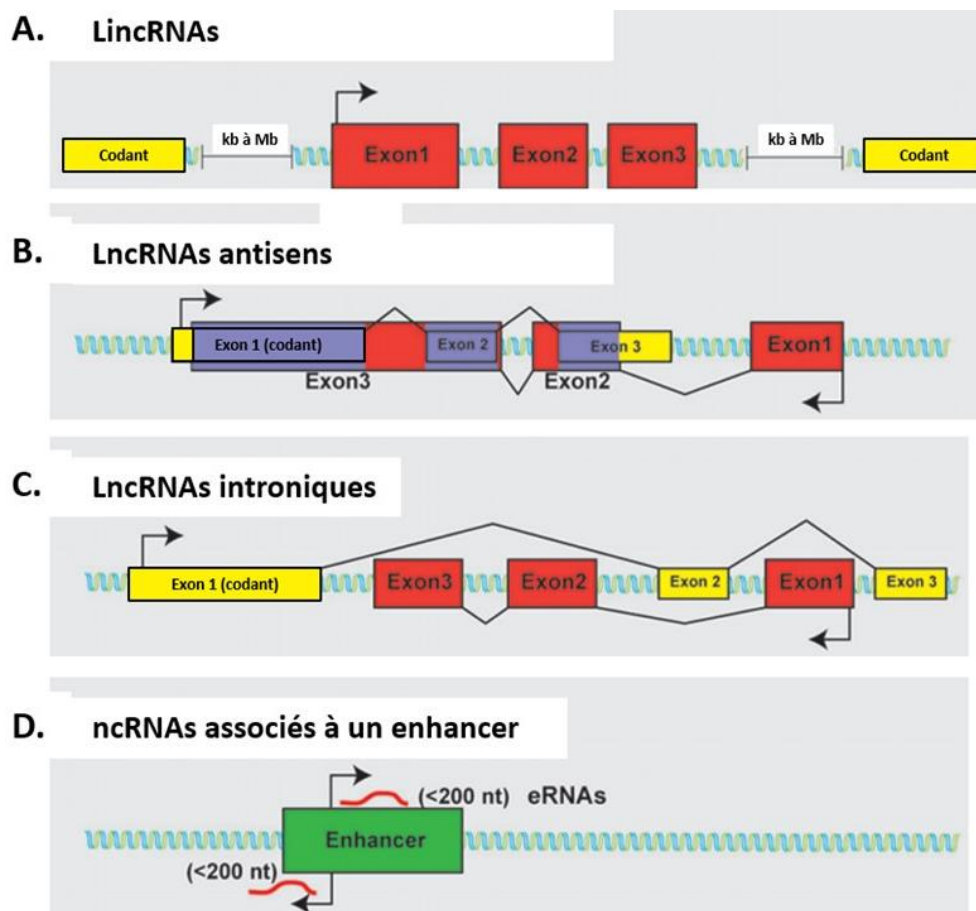 A. LincRNAs
Codant kb à Mb Exon1 Exon2 Exon3 kb à Mb Codant
B. LncRNAs antisens
Exon 1 (codant) Exon 2 Exon 3 Exon1
Exon3 Exon2
C. LncRNAs introniques
Exon 1 (codant) Exon3 Exon2 Exon 2 Exon1 Exon 3
D. ncRNAs associés à un enhancer
(<200 nt) eRNAs
Enhancer
(<200 nt)